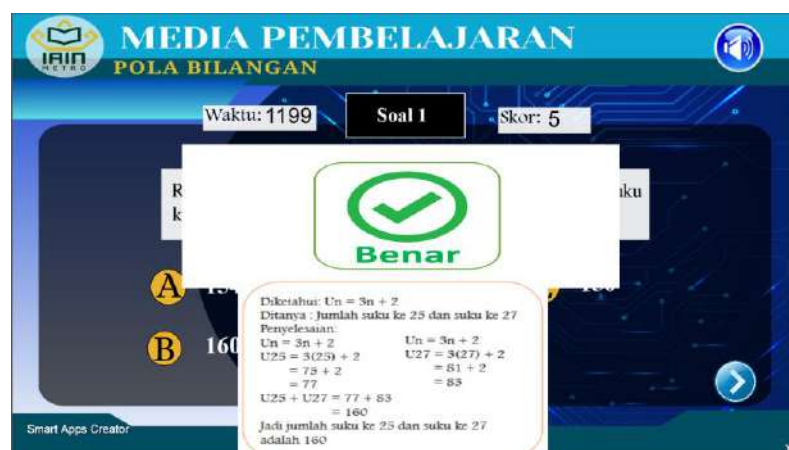 IAIN
METRO
MEDIA PEMBELAJARAN
POLA BILANGAN
Waktu: 1199
Soal 1
Skor: 5
Benar
A
B 160
Diketahui: Un = 3n + 2
Ditanya : Jumlah suku ke 25 dan suku ke 27
Penyelesaian:
Un = 3n + 2
U25 = 3(25) + 2
= 75 + 2
= 77
Un = 3n + 2
U27 = 3(27) + 2
= 81 + 2
= 83
U25 + U27 = 77 + 83
= 160
Jadi jumlah suku ke 25 dan suku ke 27
adalah 160
Smart Apps Creator